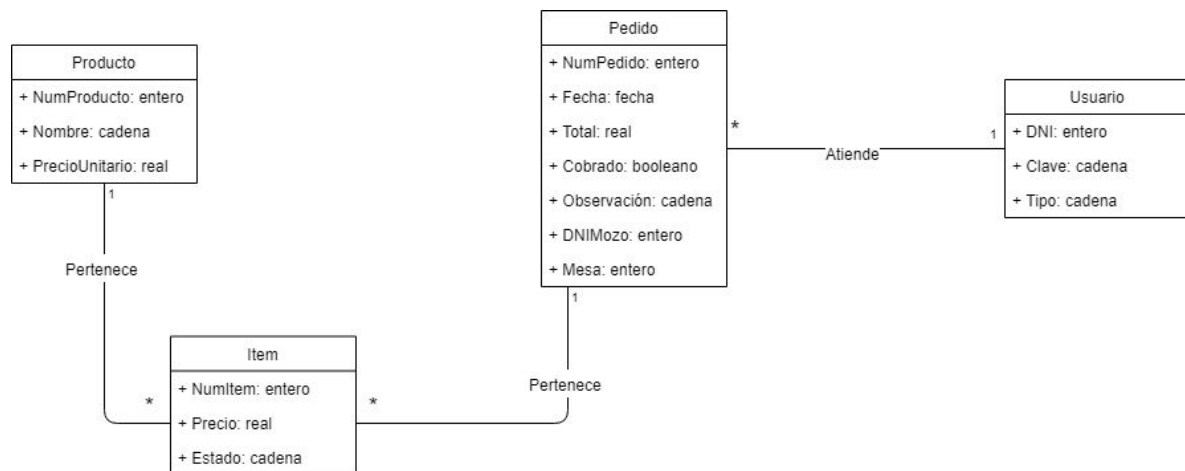 Producto
+ NumProducto: entero
+ Nombre: cadena
+ PrecioUnitario: real
1
Pertenece
*
Item
+ NumItem: entero
+ Precio: real
+ Estado: cadena
*
Pertenece
1
Pedido
+ NumPedido: entero
+ Fecha: fecha
+ Total: real
+ Cobrado: booleano
+ Observación: cadena
+ DNIMozo: entero
+ Mesa: entero
*
Atiende
1
Usuario
+ DNI: entero
+ Clave: cadena
+ Tipo: cadena